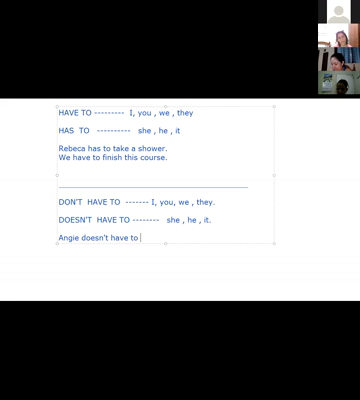 HAVE TO --------- I, you , we , they
HAS TO ---------- she , he , it
Rebeca has to take a shower.
We have to finish this course.
DON'T HAVE TO ------- I, you, we , they.
DOESN'T HAVE TO -------- she , he , it.
Angie doesn't have to